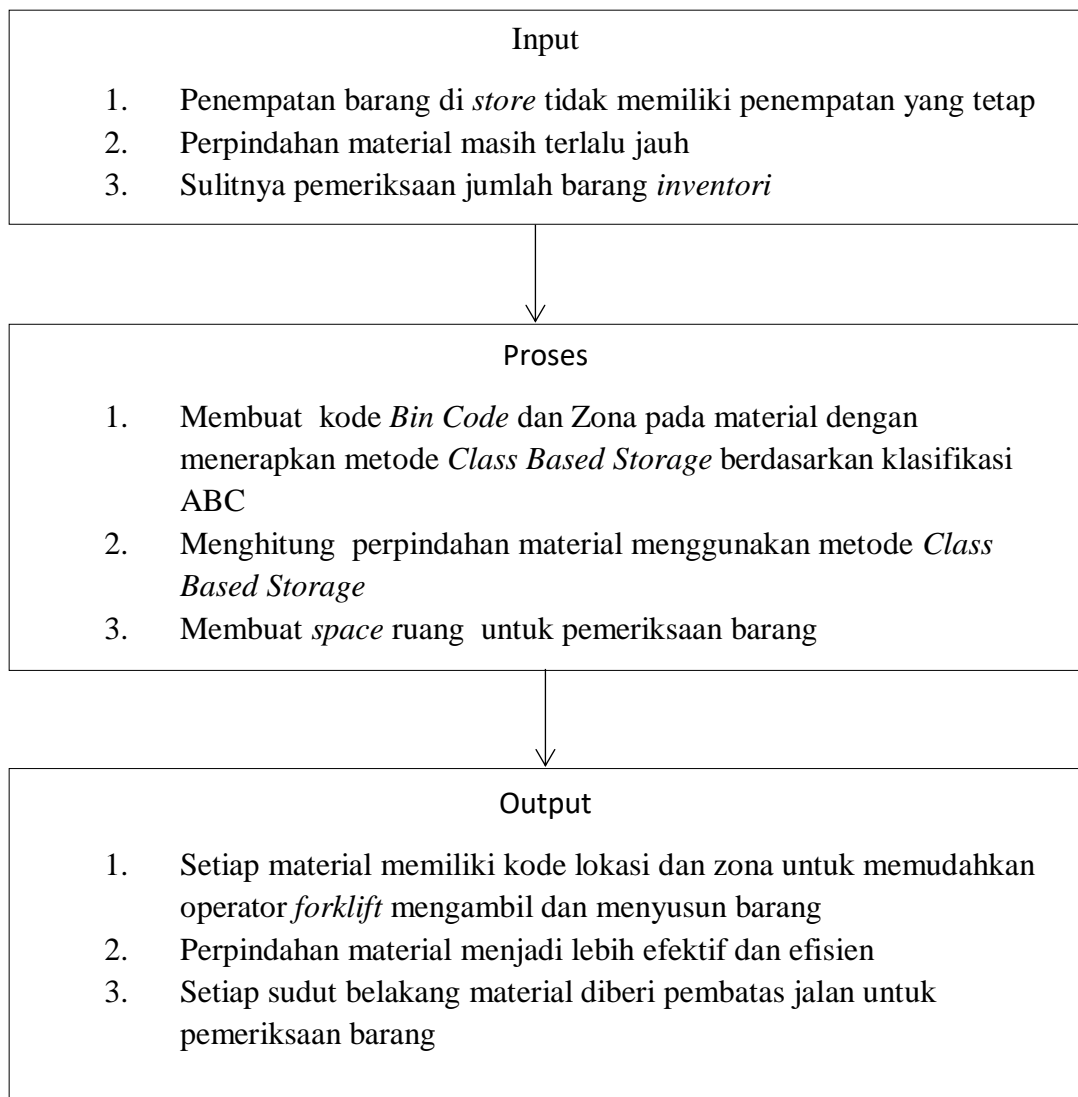 Input
1. Penempatan barang di store tidak memiliki penempatan yang tetap
2. Perpindahan material masih terlalu jauh
3. Sulitnya pemeriksaan jumlah barang inventori
Proses
1. Membuat kode Bin Code dan Zona pada material dengan
menerapkan metode Class Based Storage berdasarkan klasifikasi
ABC
2. Menghitung perpindahan material menggunakan metode Class
Based Storage
3. Membuat space ruang untuk pemeriksaan barang
Output
1. Setiap material memiliki kode lokasi dan zona untuk memudahkan
operator forklift mengambil dan menyusun barang
2. Perpindahan material menjadi lebih efektif dan efisien
3. Setiap sudut belakang material diberi pembatas jalan untuk
pemeriksaan barang